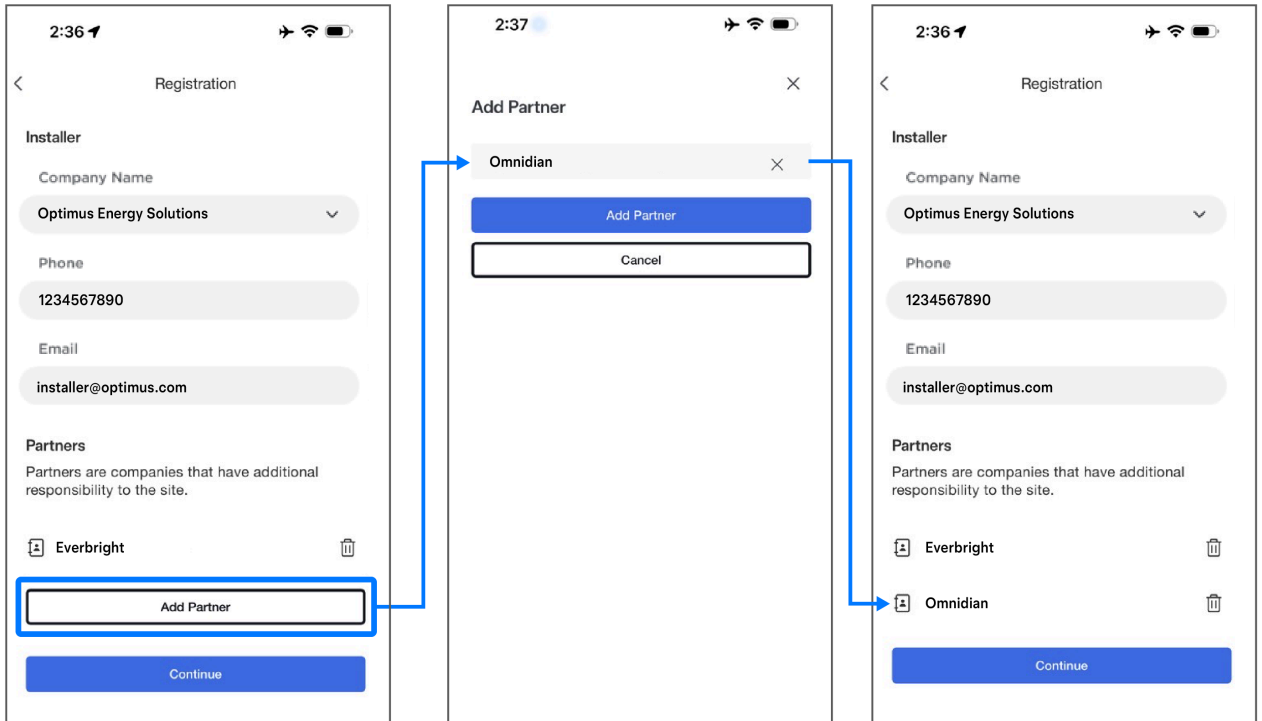 2:36
Registration
Installer
Company Name
Optimus Energy Solutions
Phone
1234567890
Email
installer@optimus.com
Partners
Partners are companies that have additional
responsibility to the site.
Everbright
Add Partner
Continue
2:37
Add Partner
Omnidian
Add Partner
Cancel
2:36
Registration
Installer
Company Name
Optimus Energy Solutions
Phone
1234567890
Email
installer@optimus.com
Partners
Partners are companies that have additional
responsibility to the site.
Everbright
Omnidian
Continue